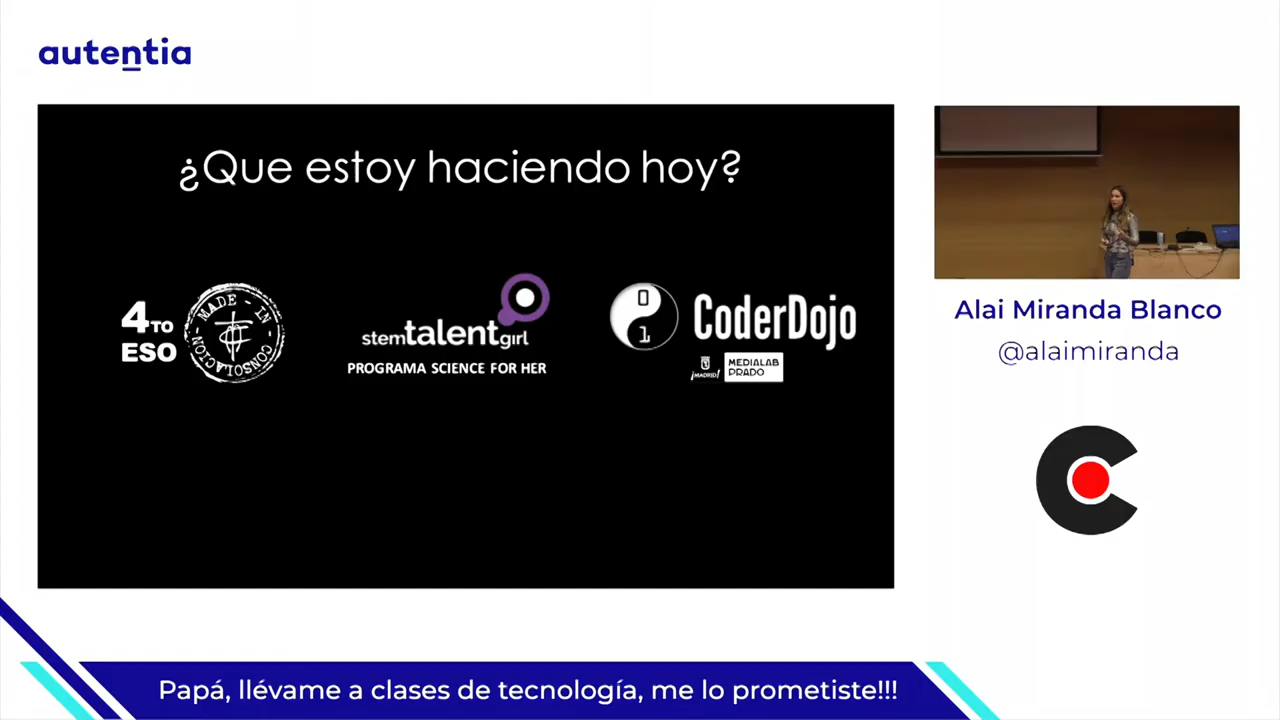 autentia
¿Que estoy haciendo hoy?
4TO
ESO
MADE - IN - CONSOLACIÓN -
stemtalentgirl
PROGRAMA SCIENCE FOR HER
0
1
CoderDojo
¡MADRID!
MEDIALAB
PRADO
Alai Miranda Blanco
@alaimiranda
Papá, llévame a clases de tecnología, me lo prometiste!!!